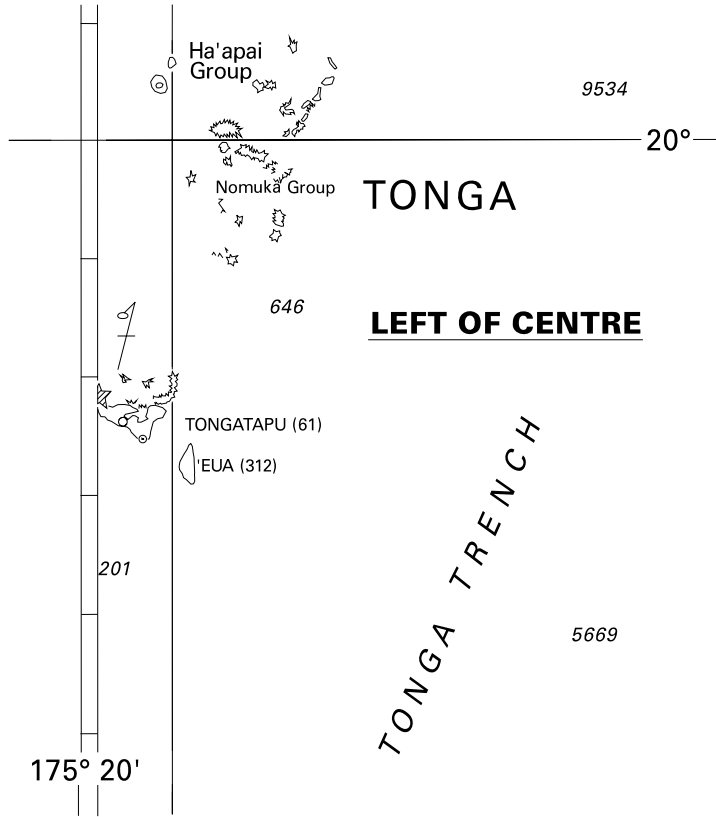 Ha'apai
Group
9534
20°
Nomuka Group
TONGA
646
LEFT OF CENTRE
TONGATAPU (61)
'EUA (312)
TONGA TRENCH
201
5669
175° 20'